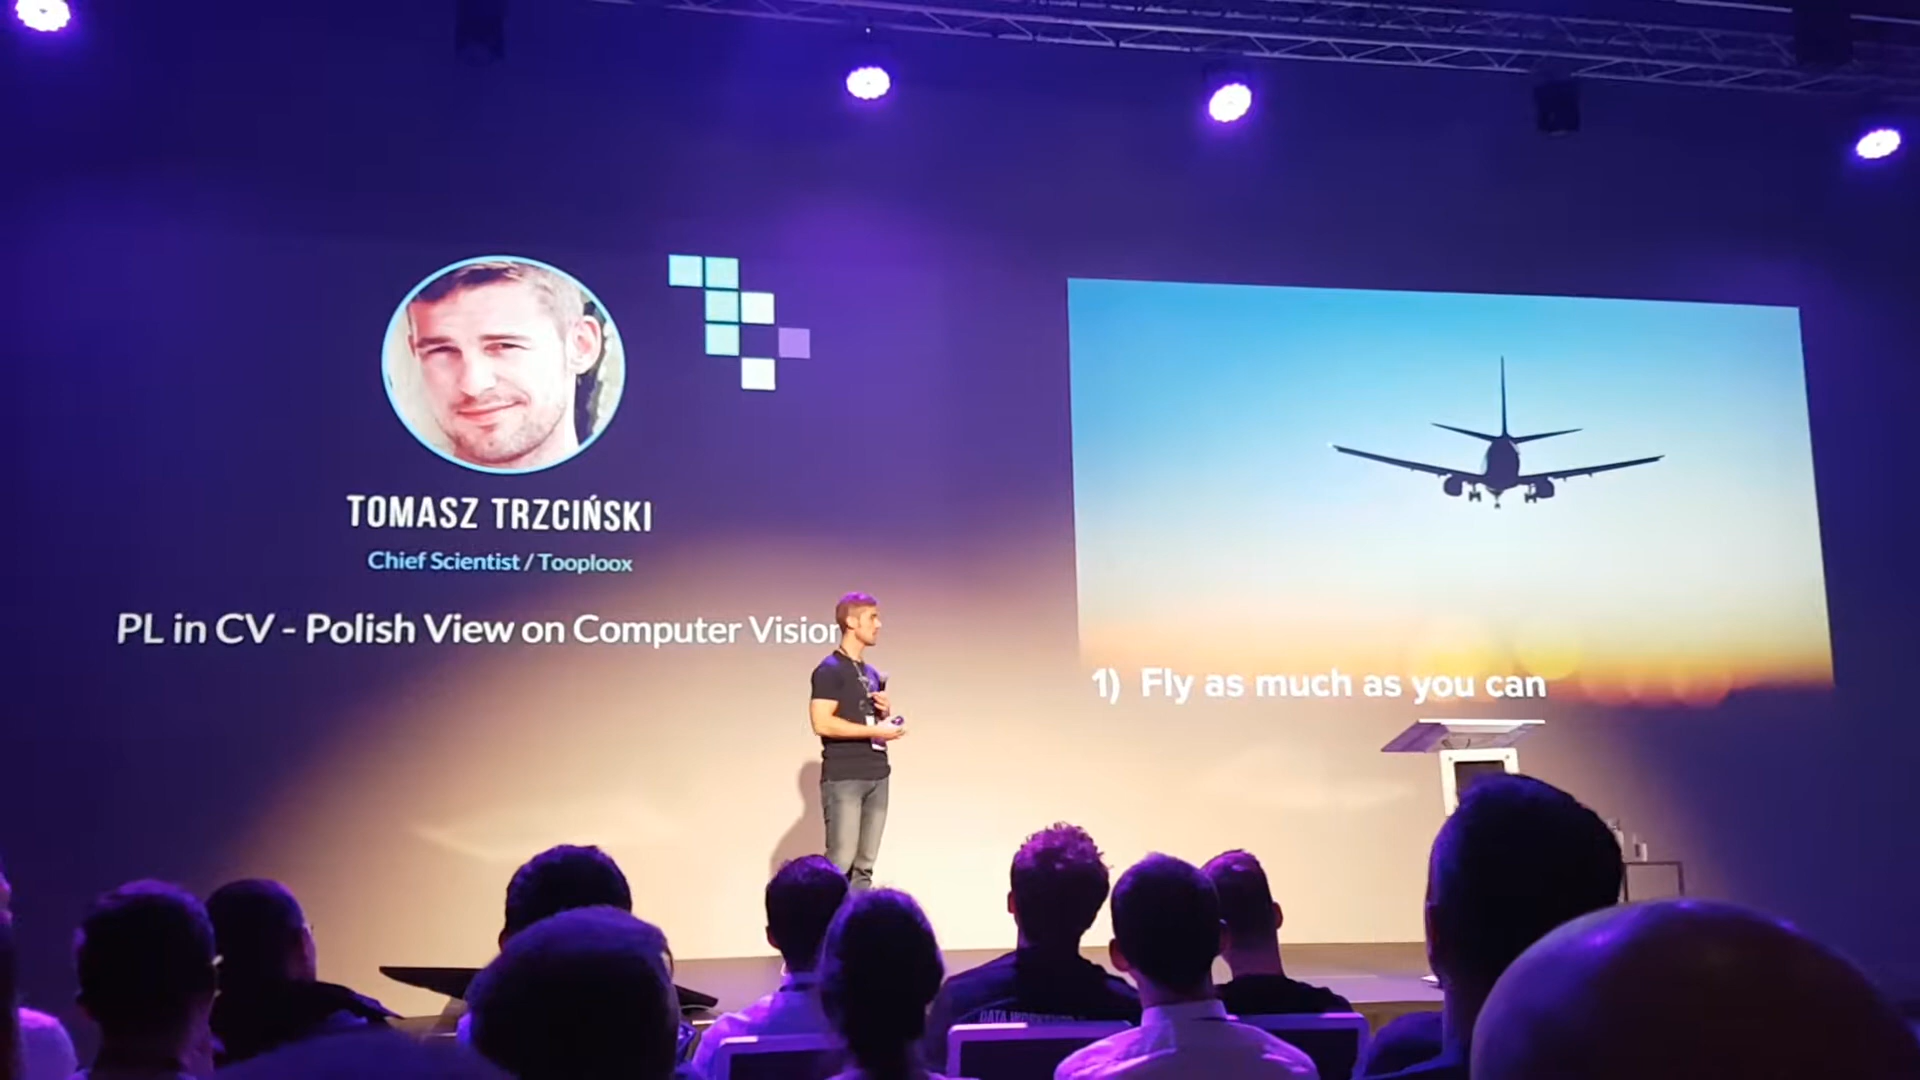 TOMASZ TRZCIŃSKI
Chief Scientist / Tooploox
PL in CV - Polish View on Computer Vision
1) Fly as much as you can